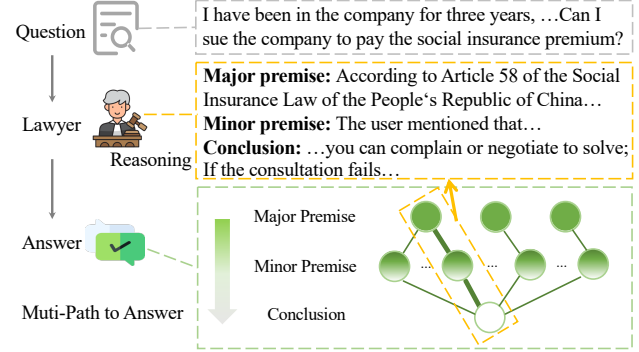 Question
I have been in the company for three years, …Can I
sue the company to pay the social insurance premium?
Lawyer
Reasoning
Major premise: According to Article 58 of the Social
Insurance Law of the People‘s Republic of China…
Minor premise: The user mentioned that…
Conclusion: …you can complain or negotiate to solve;
If the consultation fails…
Answer
Muti-Path to Answer
Major Premise
Minor Premise
... ... ...
Conclusion